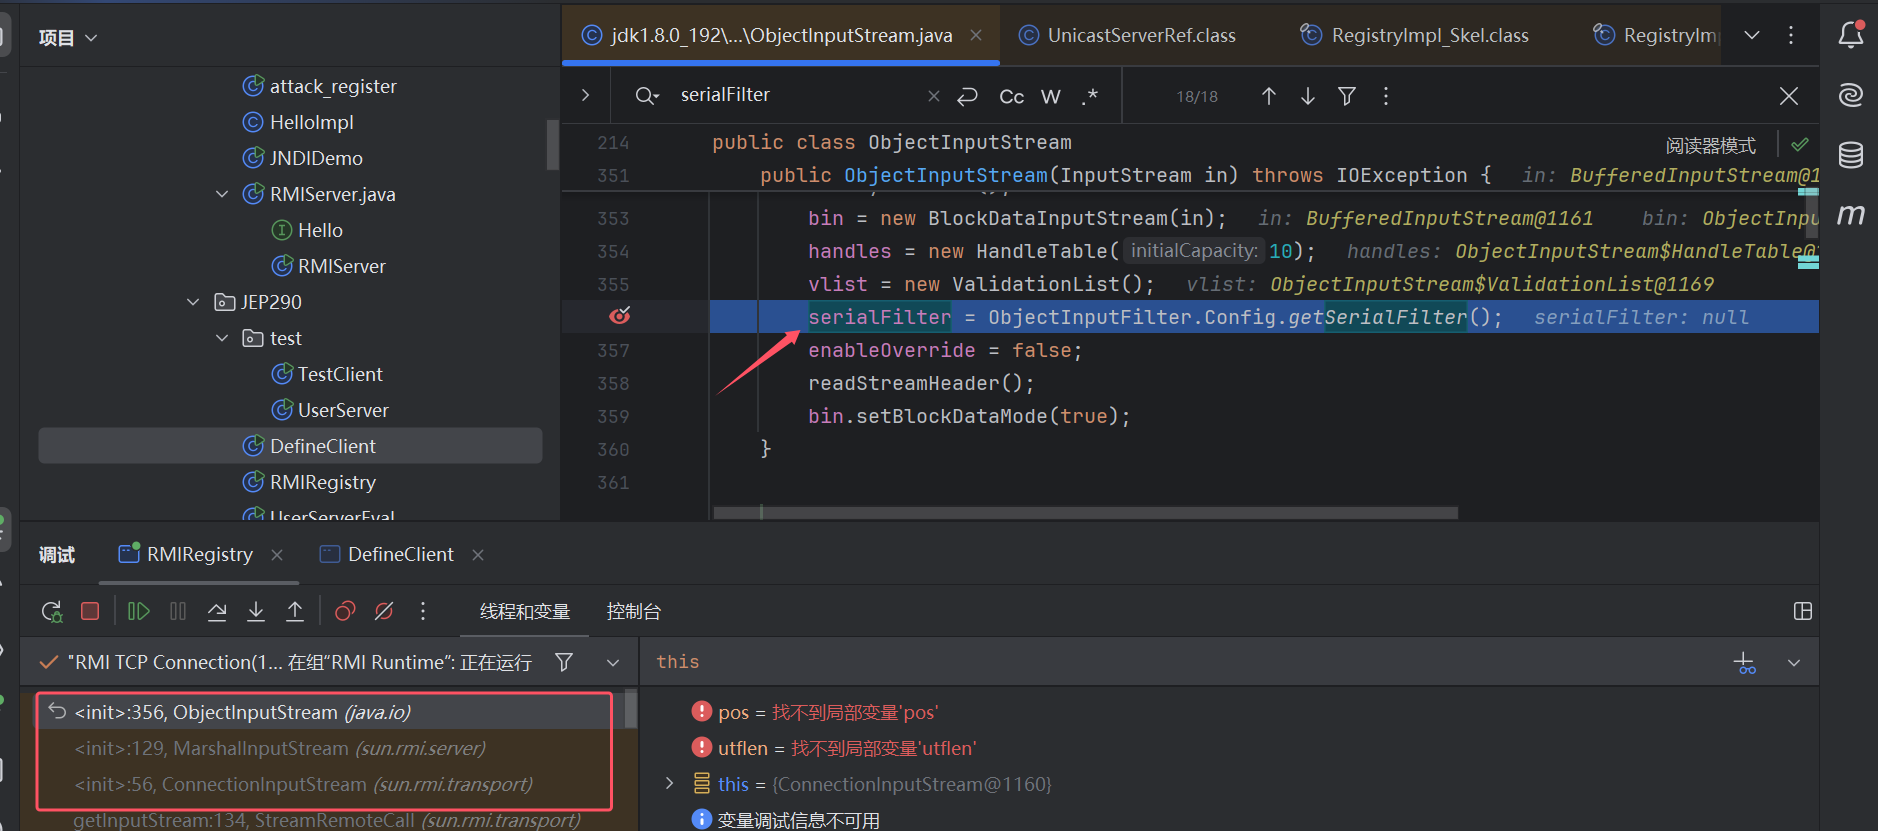 项目
attack_register
HelloImpl
JNDIDemo
RMIServer.java
Hello
RMIServer
JEP290
test
TestClient
UserServer
DefineClient
RMIRegistry
UserServerEval
jdk1.8.0_192\...\ObjectInputStream.java
UnicastServerRef.class
RegistryImpl_Skel.class
RegistryIm
serialFilter
Cc W .*
18/18
阅读器模式
214 public class ObjectInputStream
351 public ObjectInputStream(InputStream in) throws IOException { in: BufferedInputStream@1
353 bin = new BlockDataInputStream(in); in: BufferedInputStream@1161 bin: ObjectInpu
354 handles = new HandleTable( initialCapacity: 10); handles: ObjectInputStream$HandleTable@
355 vlist = new ValidationList(); vlist: ObjectInputStream$ValidationList@1169
serialFilter = ObjectInputFilter.Config.getSerialFilter(); serialFilter: null
357 enableOverride = false;
358 readStreamHeader();
359 bin.setBlockDataMode(true);
360 }
361
调试
RMIRegistry
DefineClient
线程和变量
控制台
"RMI TCP Connection(1... 在组“RMI Runtime”: 正在运行
<init>:356, ObjectInputStream (java.io)
<init>:129, MarshalInputStream (sun.rmi.server)
<init>:56, ConnectionInputStream (sun.rmi.transport)
getInputStream:134, StreamRemoteCall (sun.rmi.transport)
this
pos = 找不到局部变量'pos'
utflen = 找不到局部变量'utflen'
this = {ConnectionInputStream@1160}
变量调试信息不可用
m